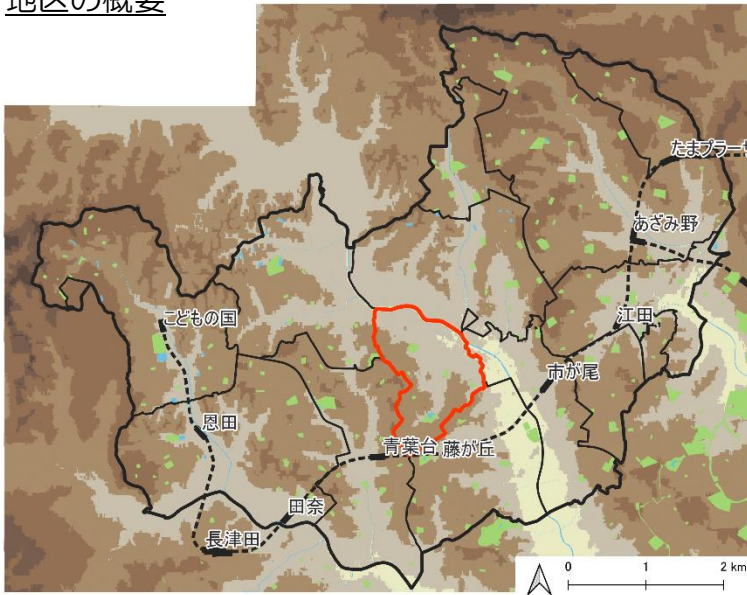 地区の概要
たまプラーザ
あざみ野
江田
こどもの国
市が尾
恩田
青葉台
藤が丘
田奈
長津田
0 1 2 km